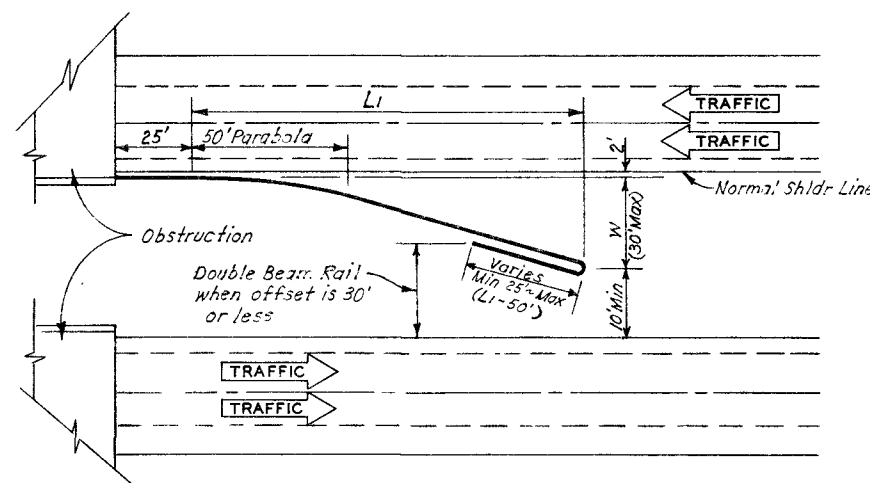 L1
TRAFFIC
25'
50' Parabola
TRAFFIC
2'
Normal Shldr Line
W
(30' Max)
Obstruction
Double Beam Rail
when offset is 30'
or less
Varies
Min 25'~Max
(L1-50')
10' Min
TRAFFIC
TRAFFIC